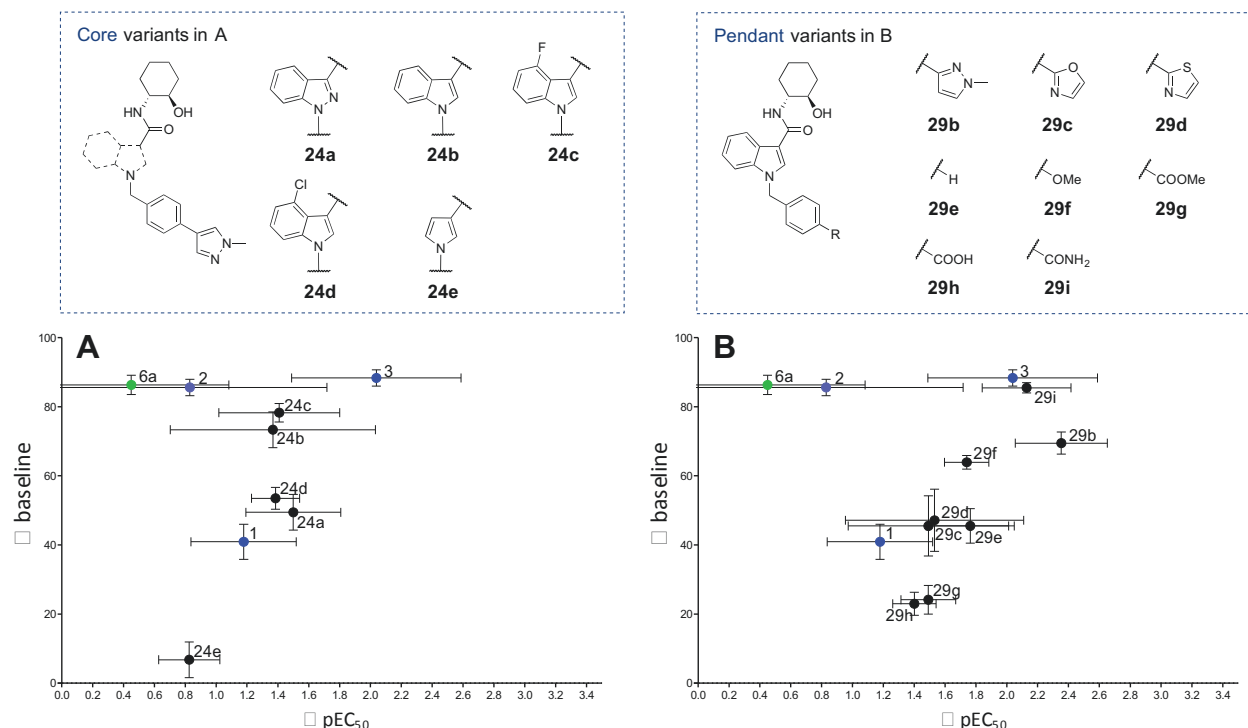 Core variants in A
OH
HN
O
N
N
N
N
N
24a
N
24b
F
N
24c
Cl
N
24d
N
24e
Pendant variants in B
OH
HN
O
N
R
N
N
29b
O
N
29c
S
N
29d
H
29e
OMe
29f
COOMe
29g
COOH
29h
CONH2
29i
A
□ baseline
100
80
60
40
20
0
6a
2
3
24c
24b
24d
24a
1
24e
0.0 0.2 0.4 0.6 0.8 1.0 1.2 1.4 1.6 1.8 2.0 2.2 2.4 2.6 2.8 3.0 3.2 3.4
□ pEC50
B
□ baseline
100
80
60
40
20
0
6a
2
3
29i
29b
29f
29d
29c
29e
1
29g
29h
0.0 0.2 0.4 0.6 0.8 1.0 1.2 1.4 1.6 1.8 2.0 2.2 2.4 2.6 2.8 3.0 3.2 3.4
□ pEC50